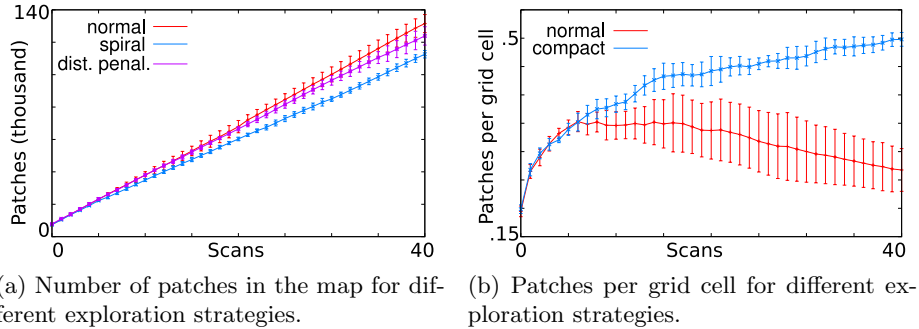 140
normal
spiral
dist. penal.
Patches (thousand)
0
0
Scans
40
.5
normal
compact
Patches per grid cell
.15
0
Scans
40
(a) Number of patches in the map for dif-
ferent exploration strategies.
(b) Patches per grid cell for different ex-
ploration strategies.